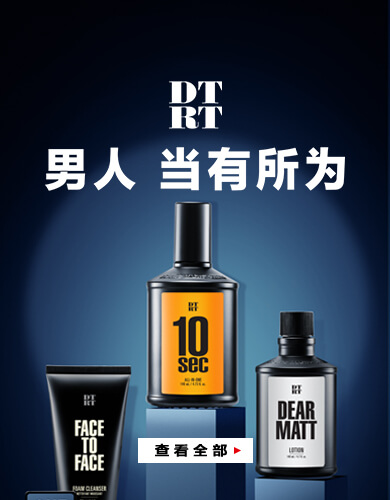 DT
RT
男人 当有所为
DT
RT
10
sec
ALL-IN-ONE
DT
RT
DEAR
MATT
LOTION
DT
RT
FACE
TO
FACE
FOAM CLEANSER
查看全部